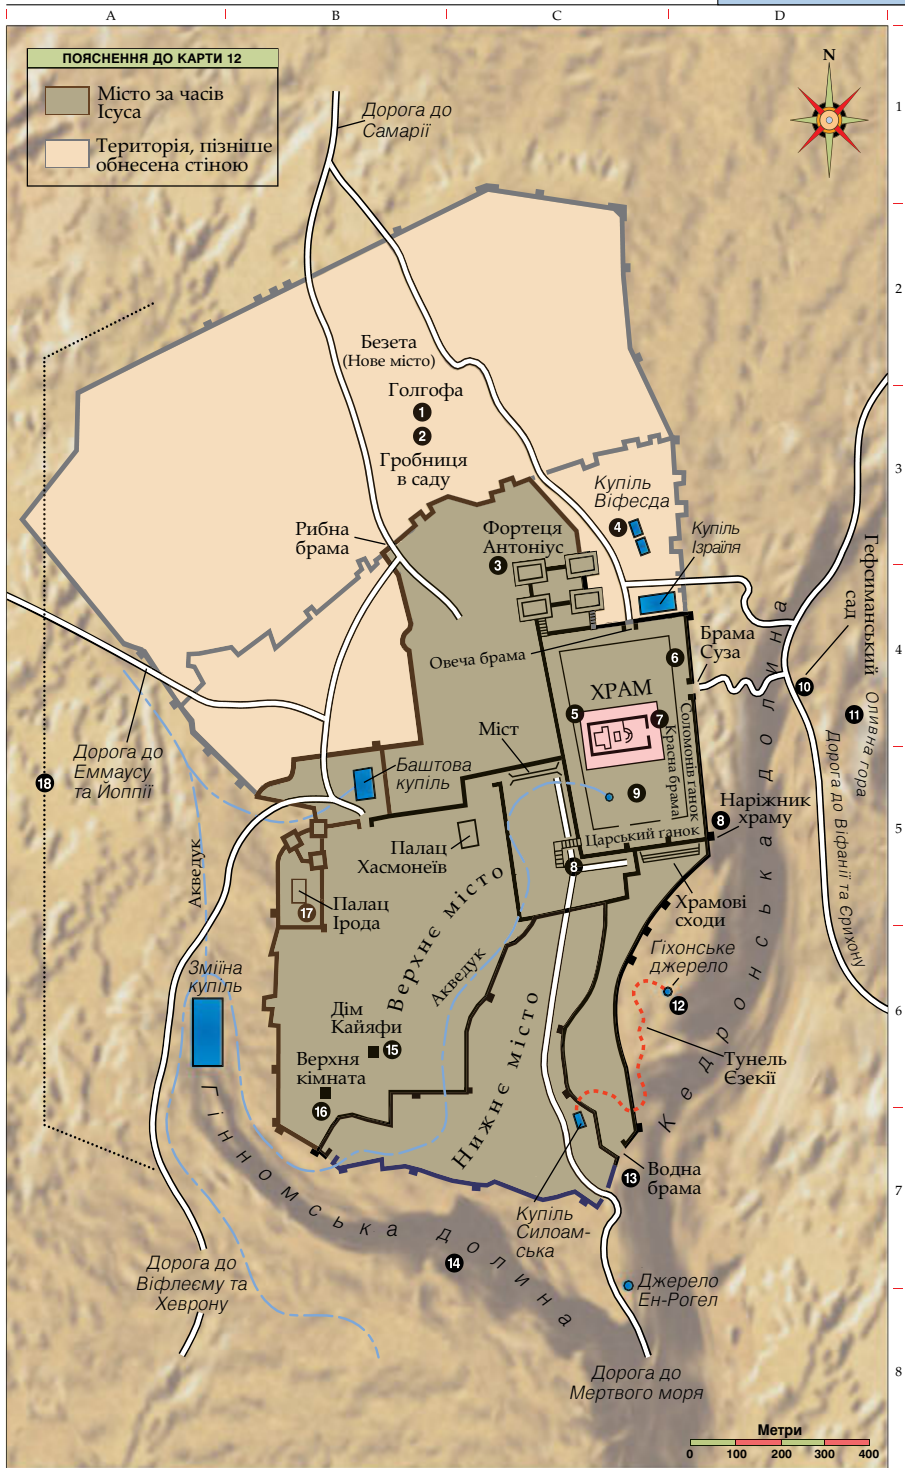 A B C D
ПОЯСНЕННЯ ДО КАРТИ 12
Місто за часів
Ісуса
Територія, пізніше
обнесена стіною
N
1
2
3
4
5
6
7
8
Дорога до
Самарії
Безета
(Нове місто)
Голгофа
1
2
Гробниця
в саду
Купіль
Віфесда
4
Рибна
брама
Фортеця
Антоніус
3
Купіль
Ізраїля
Гефсиманський
сад
10
Оливна гора
11
Овеча брама
Брама
Суза
6
ХРАМ
5
7
Соломонів ганок
Красна брама
9
Царський ганок
8
Наріжник
храму
8
Міст
Дорога до
Еммаусу
та Йоппії
18
Баштова
купіль
Палац
Хасмонеїв
Акведук
Палац
Ірода
17
Храмові
сходи
Дорога до Віфанії та Єрихону
Верхнє місто
Акведук
Гіхонське
джерело
12
Зміїна
купіль
Дім
Кайяфи
15
Верхня
кімната
16
Нижнє місто
Тунель
Єзекії
Кедронська долина
Водна
брама
13
Гіномська долина
14
Купіль
Силоам-
ська
Дорога до
Віфлеєму та
Хеврону
Джерело
Ен-Рогел
Дорога до
Мертвого моря
Метри
0 100 200 300 400